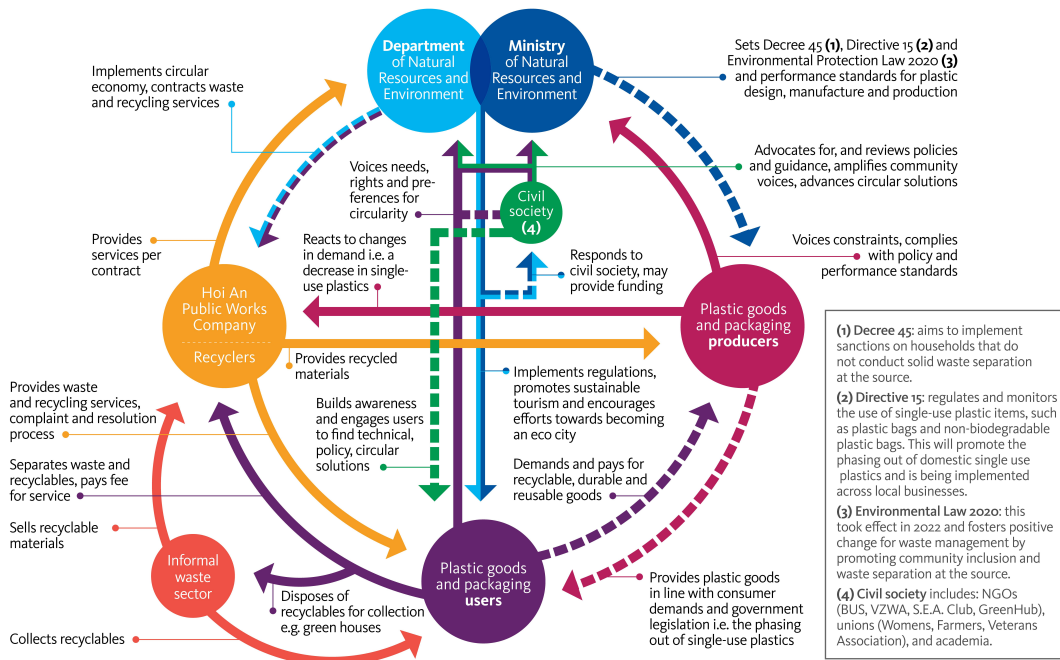 Department
of Natural
Resources and
Environment
Ministry
of Natural
Resources and
Environment
Sets Decree 45 (1), Directive 15 (2) and
Environmental Protection Law 2020 (3)
and performance standards for plastic
design, manufacture and production
Implements circular
economy, contracts waste
and recycling services
Advocates for, and reviews policies
and guidance, amplifies community
voices, advances circular solutions
Voices needs,
rights and pre-
ferences for
circularity
Civil
society
(4)
Provides
services per
contract
Reacts to changes
in demand i.e. a
decrease in single-
use plastics
Responds to
civil society, may
provide funding
Voices constraints, complies
with policy and
performance standards
Hoi An
Public Works
Company
Recyclers
Plastic goods
and packaging
producers
Provides recycled
materials
Provides waste
and recycling services,
complaint and resolution
process
Builds awareness
and engages users
to find technical,
policy, circular
solutions
Implements regulations,
promotes sustainable
tourism and encourages
efforts towards becoming
an eco city
Separates waste and
recyclables, pays fee
for service
Demands and pays for
recyclable, durable and
reusable goods
Sells recyclable
materials
Informal
waste
sector
Plastic goods
and packaging
users
Disposes of
recyclables for collection
e.g. green houses
Provides plastic goods
in line with consumer
demands and government
legislation i.e. the phasing
out of single-use plastics
Collects recyclables
(1) Decree 45: aims to implement
sanctions on households that do
not conduct solid waste separation
at the source.
(2) Directive 15: regulates and monitors
the use of single-use plastic items, such
as plastic bags and non-biodegradable
plastic bags. This will promote the
phasing out of domestic single use
plastics and is being implemented
across local businesses.
(3) Environmental Law 2020: this
took effect in 2022 and fosters positive
change for waste management by
promoting community inclusion and
waste separation at the source.
(4) Civil society includes: NGOs
(BUS, VZWA, S.E.A. Club, GreenHub),
unions (Womens, Farmers, Veterans
Association), and academia.